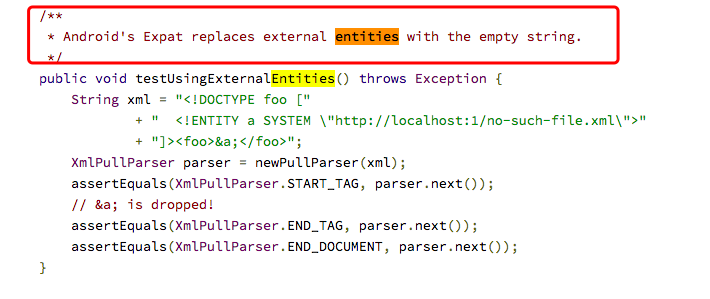 /**
 * Android's Expat replaces external entities with the empty string.
 */
public void testUsingExternalEntities() throws Exception {
    String xml = "<!DOCTYPE foo ["
            + "  <!ENTITY a SYSTEM \"http://localhost:1/no-such-file.xml\">"
            + "]><foo>&a;</foo>";
    XmlPullParser parser = newPullParser(xml);
    assertEquals(XmlPullParser.START_TAG, parser.next());
    // &a; is dropped!
    assertEquals(XmlPullParser.END_TAG, parser.next());
    assertEquals(XmlPullParser.END_DOCUMENT, parser.next());
}